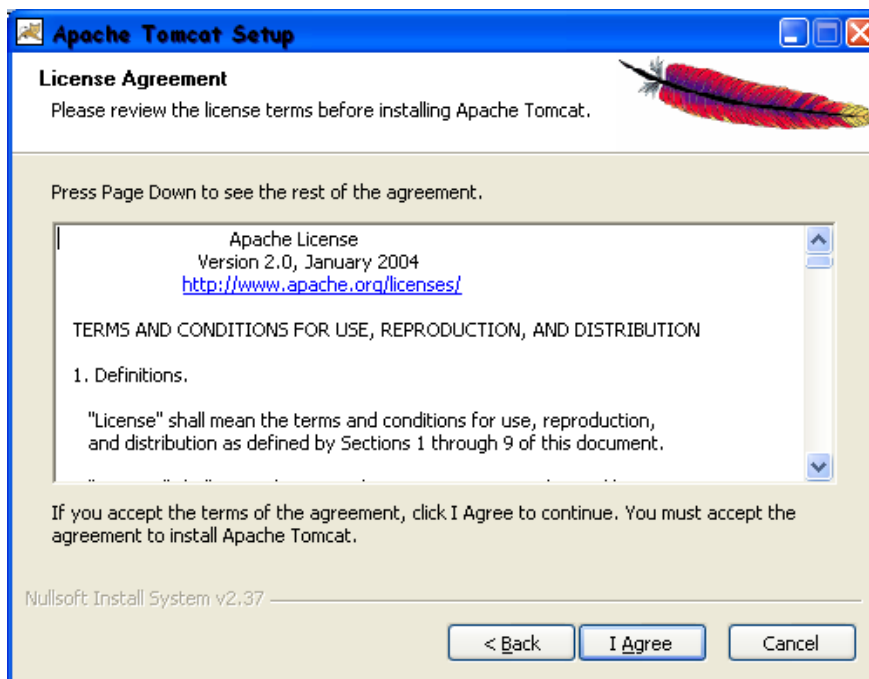 Apache Tomcat Setup
License Agreement
Please review the license terms before installing Apache Tomcat.
Press Page Down to see the rest of the agreement.
Apache License
Version 2.0, January 2004
http://www.apache.org/licenses/
TERMS AND CONDITIONS FOR USE, REPRODUCTION, AND DISTRIBUTION
1. Definitions.
"License" shall mean the terms and conditions for use, reproduction,
and distribution as defined by Sections 1 through 9 of this document.
If you accept the terms of the agreement, click I Agree to continue. You must accept the
agreement to install Apache Tomcat.
Nullsoft Install System v2.37
< Back
I Agree
Cancel